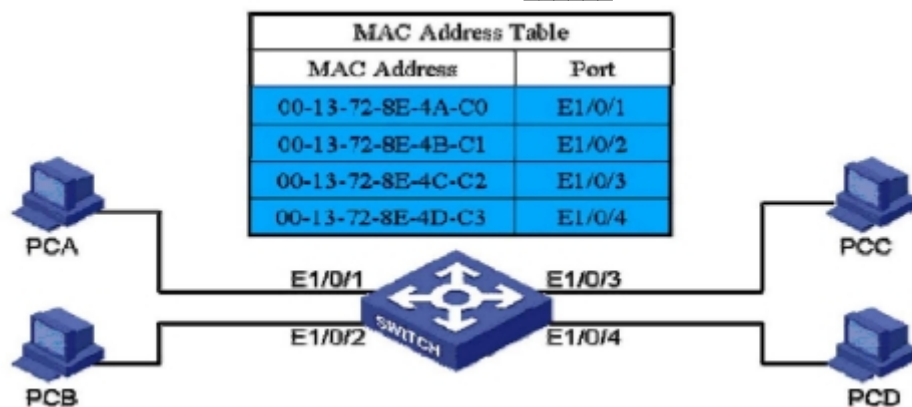 MAC Address Table
MAC Address Port
00-13-72-8E-4A-C0 E1/0/1
00-13-72-8E-4B-C1 E1/0/2
00-13-72-8E-4C-C2 E1/0/3
00-13-72-8E-4D-C3 E1/0/4
PCA
PCC
E1/0/1
E1/0/3
SWITCH
E1/0/2
E1/0/4
PCB
PCD